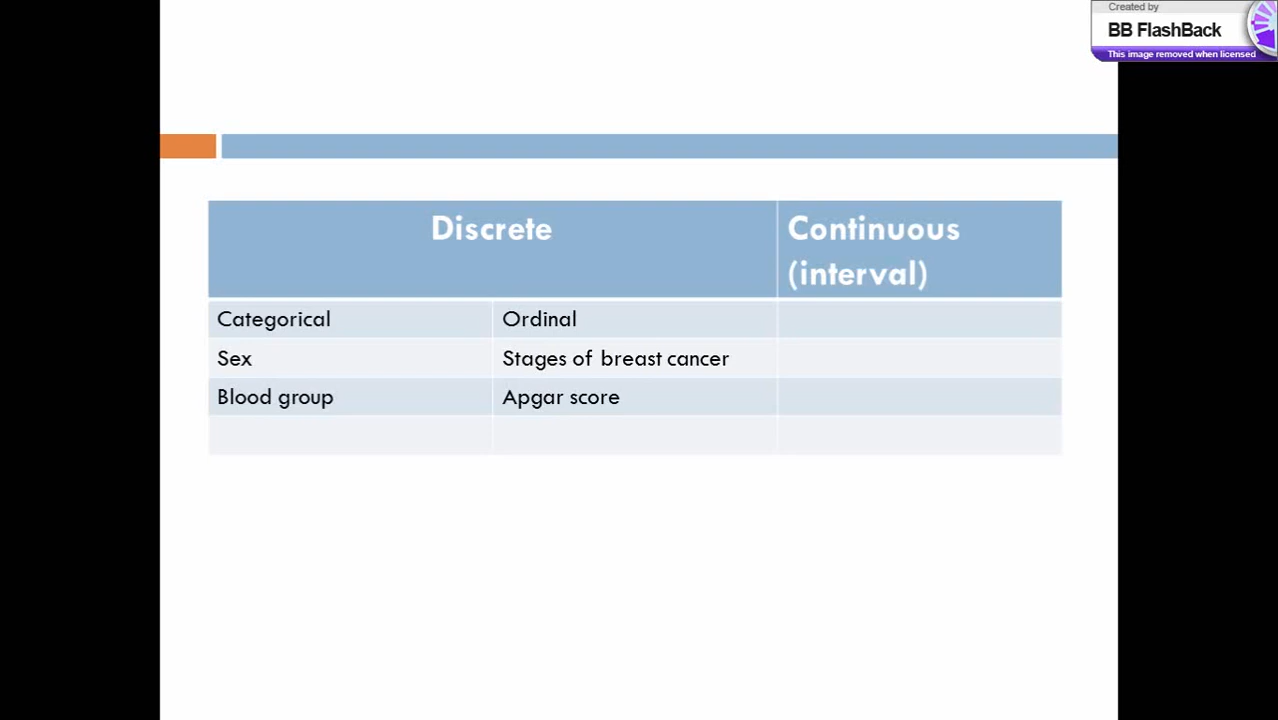 Created by
BB FlashBack
This image removed when licensed
Discrete
Continuous
(interval)
Categorical
Ordinal
Sex
Stages of breast cancer
Blood group
Apgar score